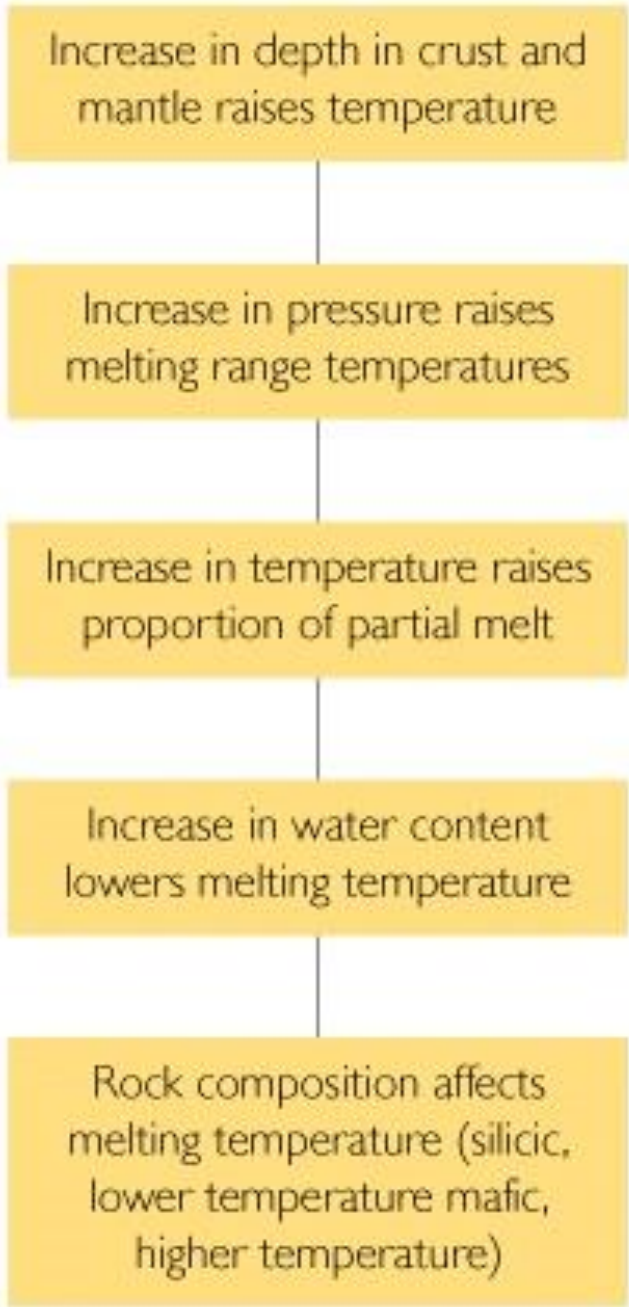 Increase in depth in crust and
mantle raises temperature
Increase in pressure raises
melting range temperatures
Increase in temperature raises
proportion of partial melt
Increase in water content
lowers melting temperature
Rock composition affects
melting temperature (silicic,
lower temperature mafic,
higher temperature)